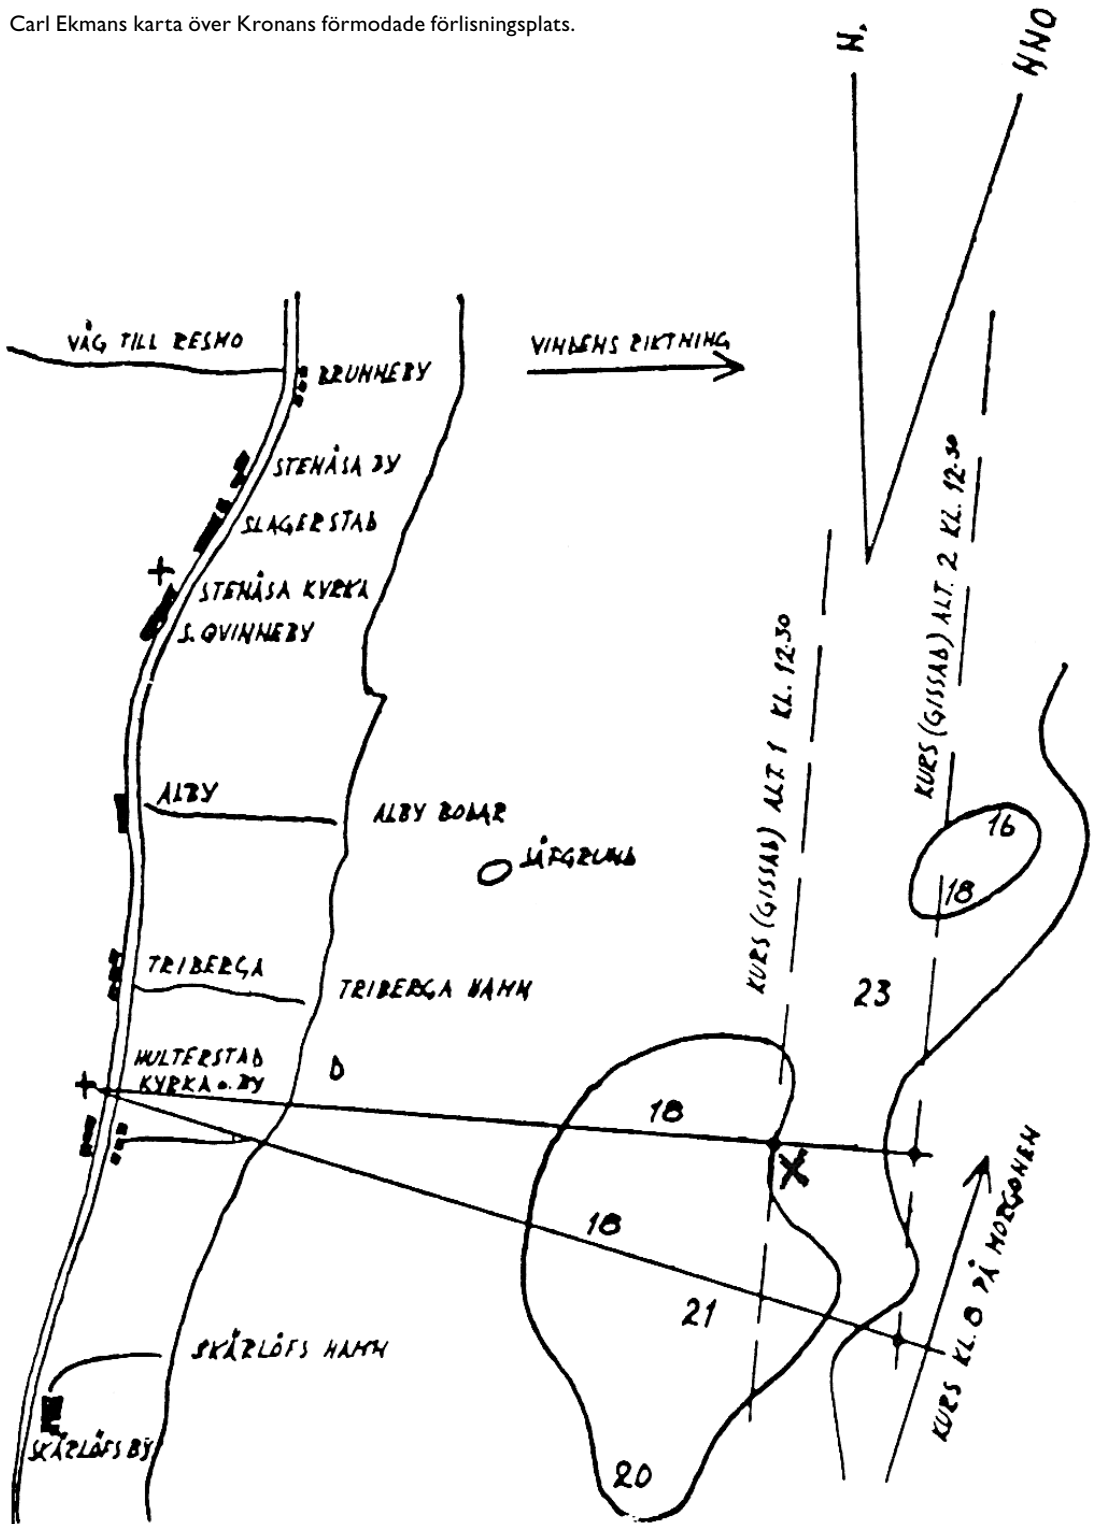 Carl Ekmans karta över Kronans förmodade förlisningsplats.
N.
NNO
VÄG TILL RESMO
BRUNNEBY
VINDENS RIKTNING
STENÅSA BY
SLAGERSTAD
STENÅSA KYRKA
S. QVINNEBY
KURS (GISSAD) ALT. 1 KL. 12.30
KURS (GISSAD) ALT. 2 KL. 12.30
ALBY
ALBY BODAR
16
18
TRIBERGA
TRIBERGA HAMN
23
HULTERSTAD
KYRKA o. BY
D
18
X
18
21
KURS KL. 8 PÅ MORGONEN
SKÄRLÖFS HAMN
SKÄRLÖFS BY
20